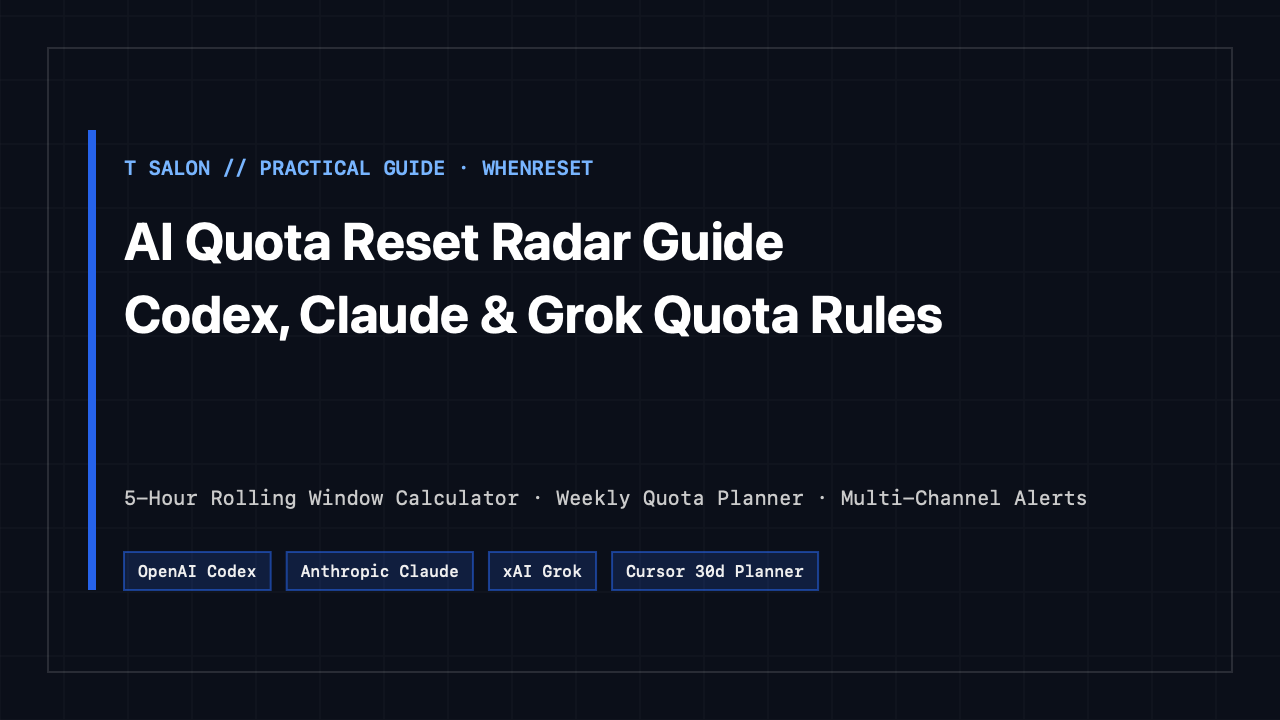 T SALON // PRACTICAL GUIDE · WHENRESET
AI Quota Reset Radar Guide
Codex, Claude & Grok Quota Rules
5–Hour Rolling Window Calculator · Weekly Quota Planner · Multi–Channel Alerts
OpenAI Codex
Anthropic Claude
xAI Grok
Cursor 30d Planner